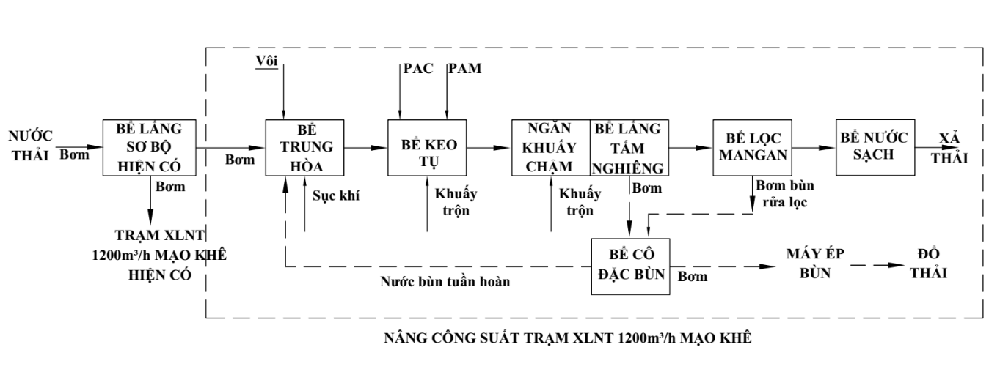 Vôi
PAC
PAM
NƯỚC
THẢI
Bơm
BỂ LẮNG
SƠ BỘ
HIỆN CÓ
Bơm
BỂ
TRUNG
HÒA
BỂ KEO
TỤ
NGĂN
KHUẤY
CHẬM
BỂ LẮNG
TẤM
NGHIÊNG
BỂ LỌC
MANGAN
BỂ NƯỚC
SẠCH
XẢ
THẢI
Bơm
Sục khí
Khuấy
trộn
Khuấy
trộn
Bơm
Bơm bùn
rửa lọc
TRẠM XLNT
1200m³/h MẠO KHÊ
HIỆN CÓ
Nước bùn tuần hoàn
BỂ CÔ
ĐẶC BÙN
Bơm
MÁY ÉP
BÙN
ĐỔ
THẢI
NÂNG CÔNG SUẤT TRẠM XLNT 1200m³/h MẠO KHÊ